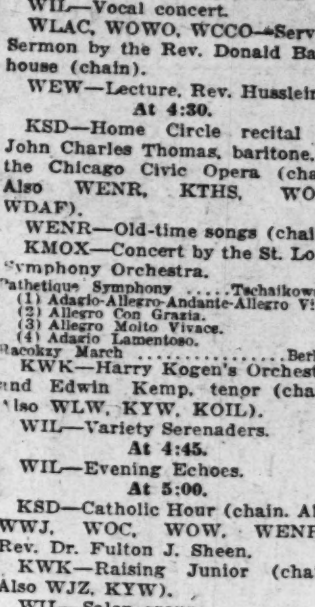 WIL—Vocal concert.
WLAC, WOWO, WCCO—Serv
Sermon by the Rev. Donald Ba
house (chain).
WEW—Lecture, Rev. Husslein
At 4:30.
KSD—Home Circle recital
John Charles Thomas, baritone,
the Chicago Civic Opera (cha
Also WENR, KTHS, WO
WDAF).
WENR—Old-time songs (chai
KMOX—Concert by the St. Lo
Symphony Orchestra.
Pathetique Symphony .....Tschaikows
(1) Adagio-Allegro-Andante-Allegro Vi
(2) Allegro Con Grazia.
(3) Allegro Molto Vivace.
(4) Adagio Lamentoso.
Racokzy March ..............Berl
KWK—Harry Kogen's Orchest
and Edwin Kemp, tenor (cha
Also WLW, KYW, KOIL).
WIL—Variety Serenaders.
At 4:45.
WIL—Evening Echoes.
At 5:00.
KSD—Catholic Hour (chain. Al
WWJ, WOC, WOW, WENR
Rev. Dr. Fulton J. Sheen.
KWK—Raising Junior (cha
Also WJZ, KYW).